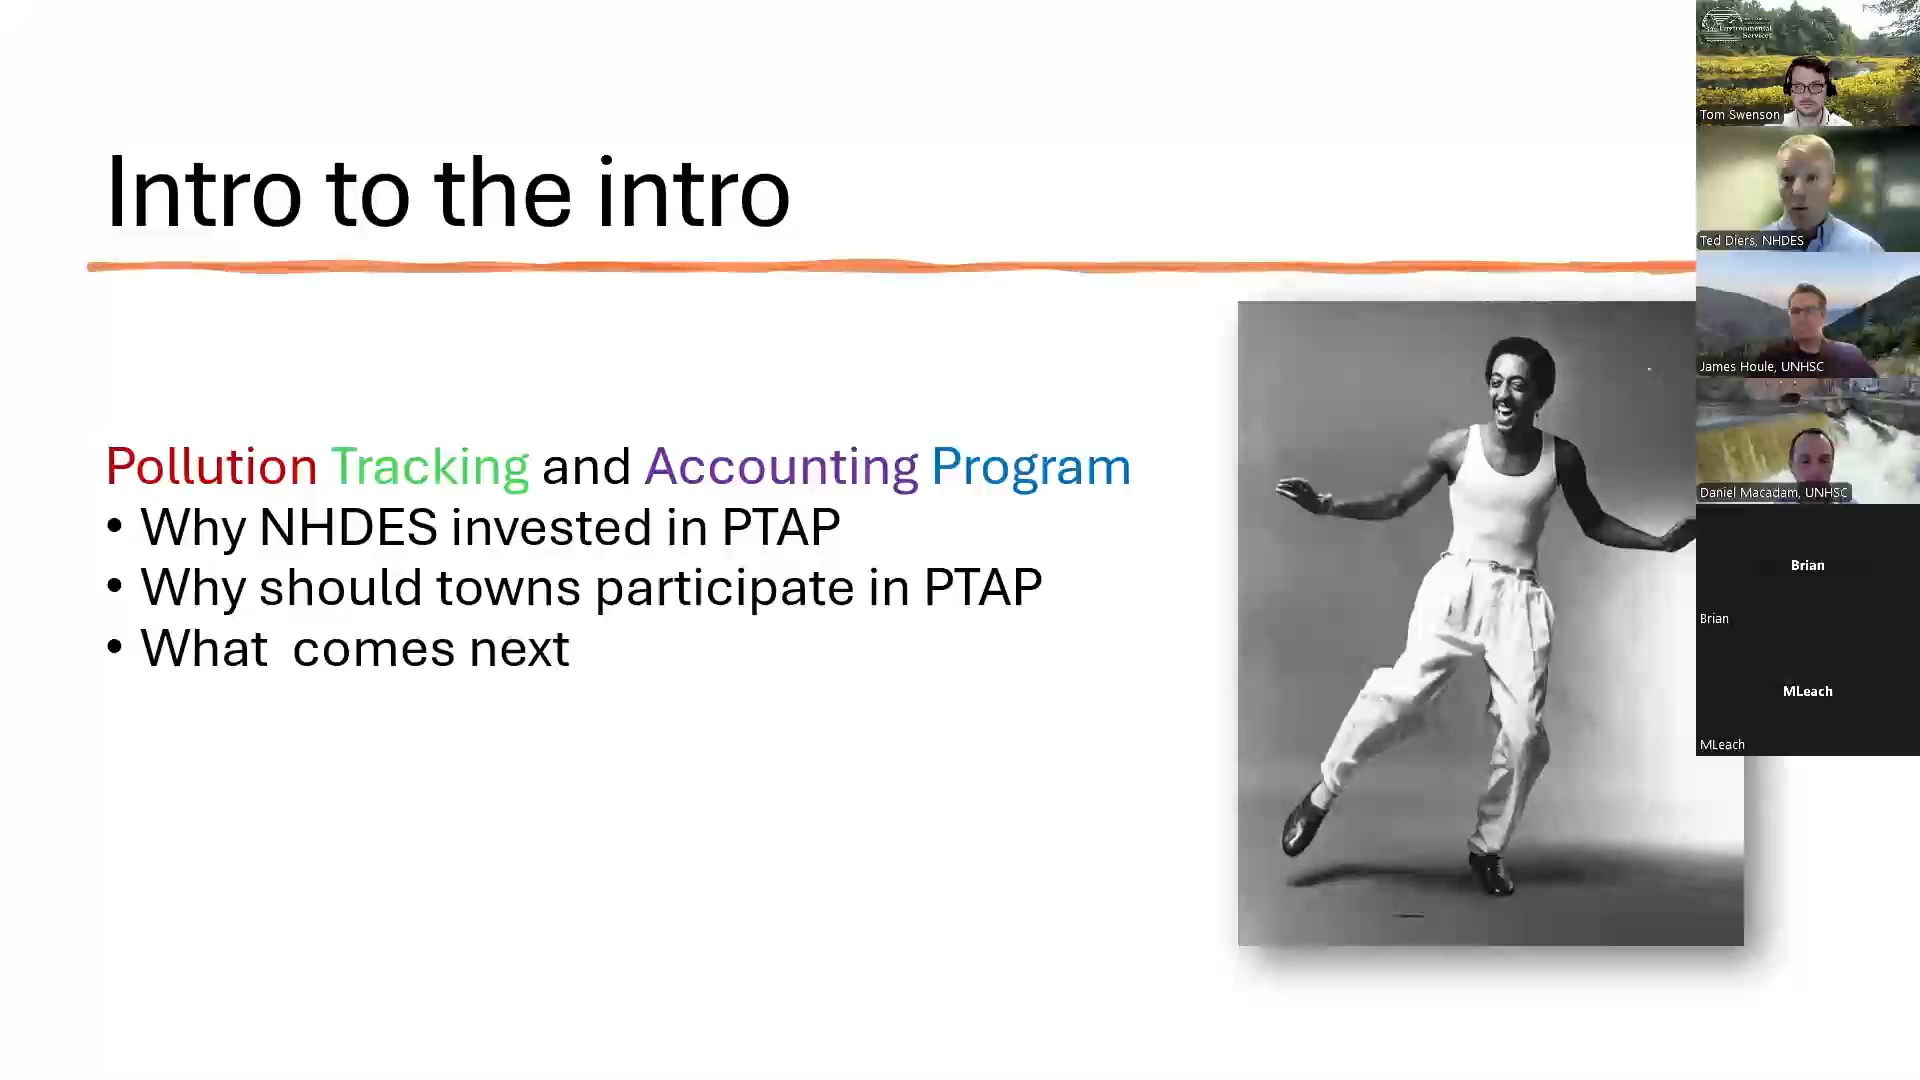 Intro to the intro
Pollution Tracking and Accounting Program
• Why NHDES invested in PTAP
• Why should towns participate in PTAP
• What  comes next
Environmental
Services
Tom Swenson
Ted Diers, NHDES
James Houle, UNHSC
Daniel Macadam, UNHSC
Brian
Brian
MLeach
MLeach